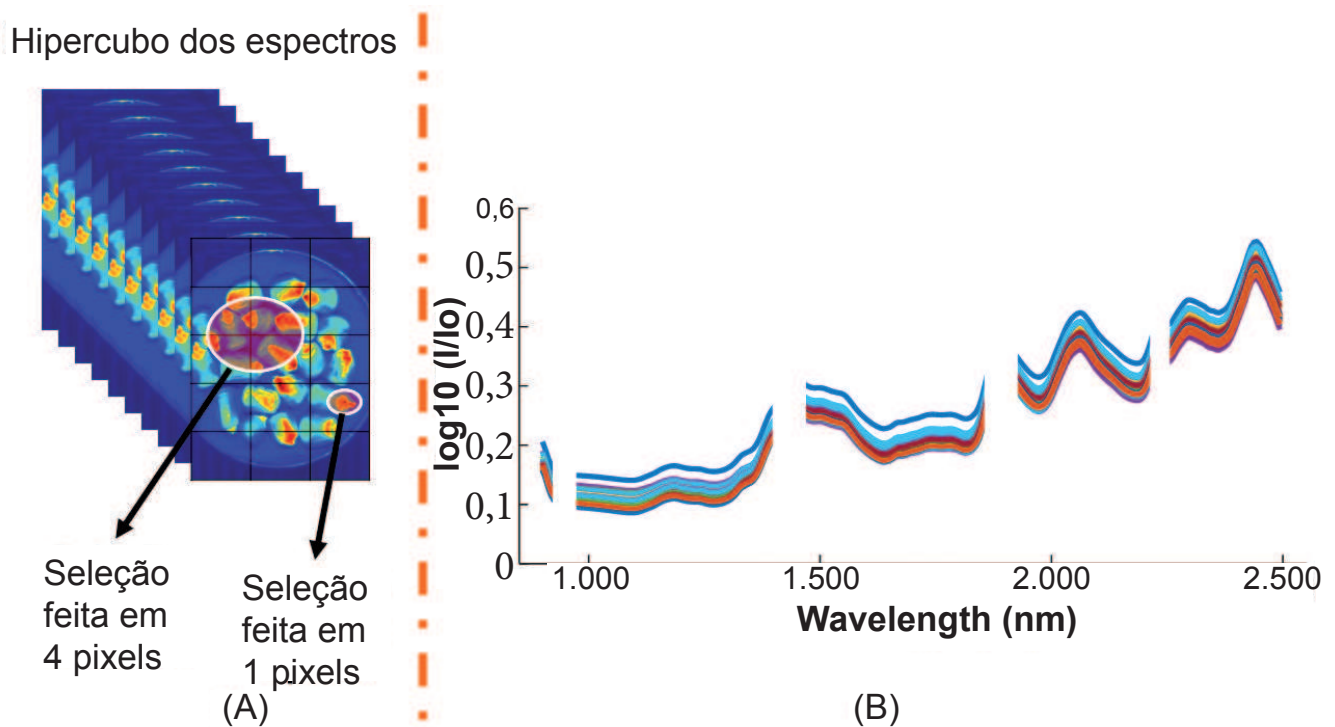 Hipercubo dos espectros
Seleção
feita em
4 pixels
Seleção
feita em
1 pixels
(A)
log10 (I/Io)
0,6
0,5
0,4
0,3
0,2
0,1
0
1.000
1.500
2.000
2.500
Wavelength (nm)
(B)